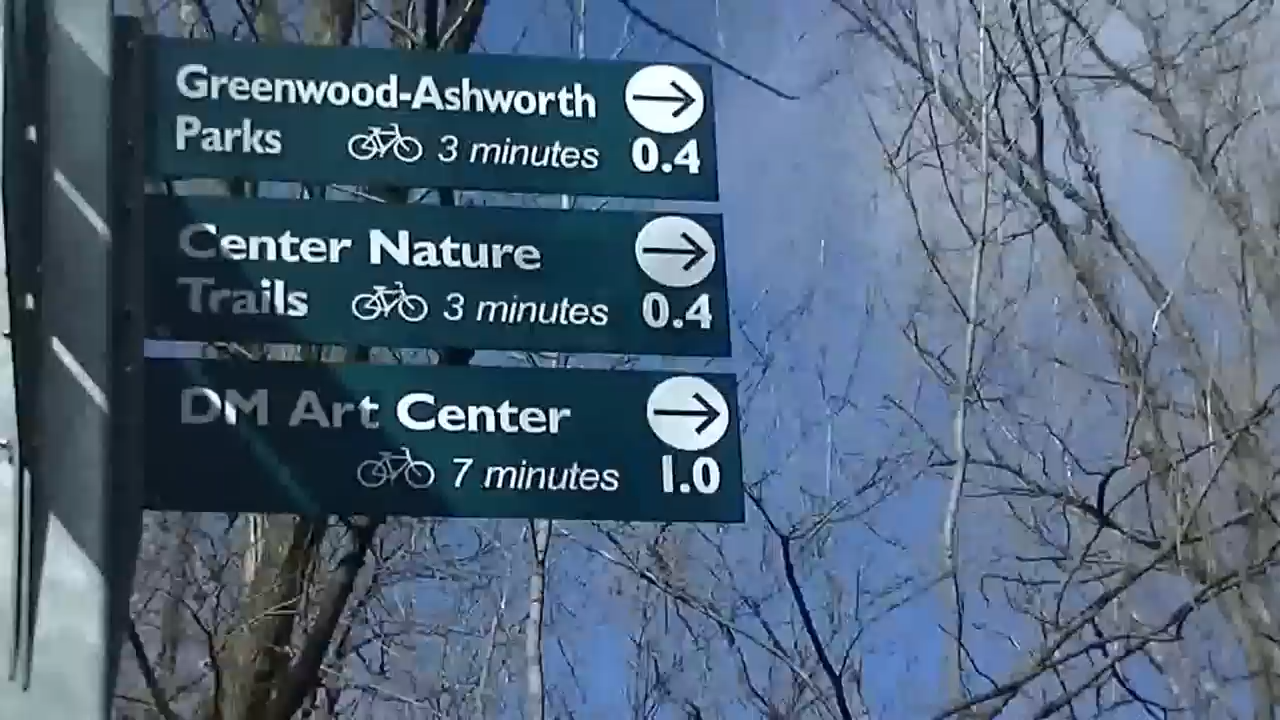 Greenwood-Ashworth
Parks 3 minutes 0.4
Center Nature
Trails 3 minutes 0.4
DM Art Center
7 minutes 1.0